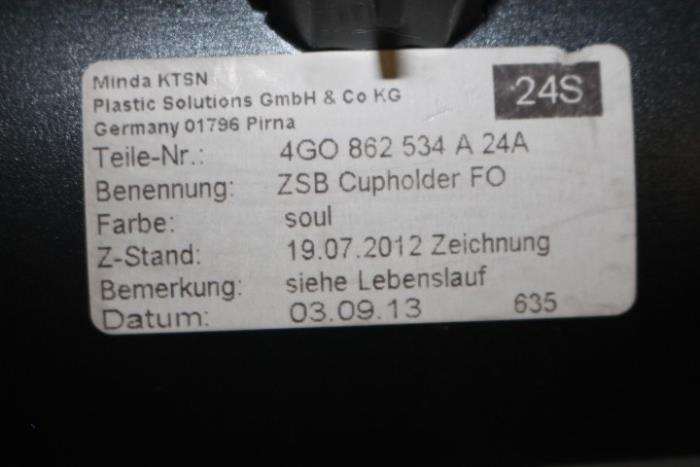 Minda KTSN
Plastic Solutions GmbH & Co KG
Germany 01796 Pirna
24S
Teile-Nr.: 4GO 862 534 A 24A
Benennung: ZSB Cupholder FO
Farbe: soul
Z-Stand: 19.07.2012 Zeichnung
Bemerkung: siehe Lebenslauf
Datum: 03.09.13 635